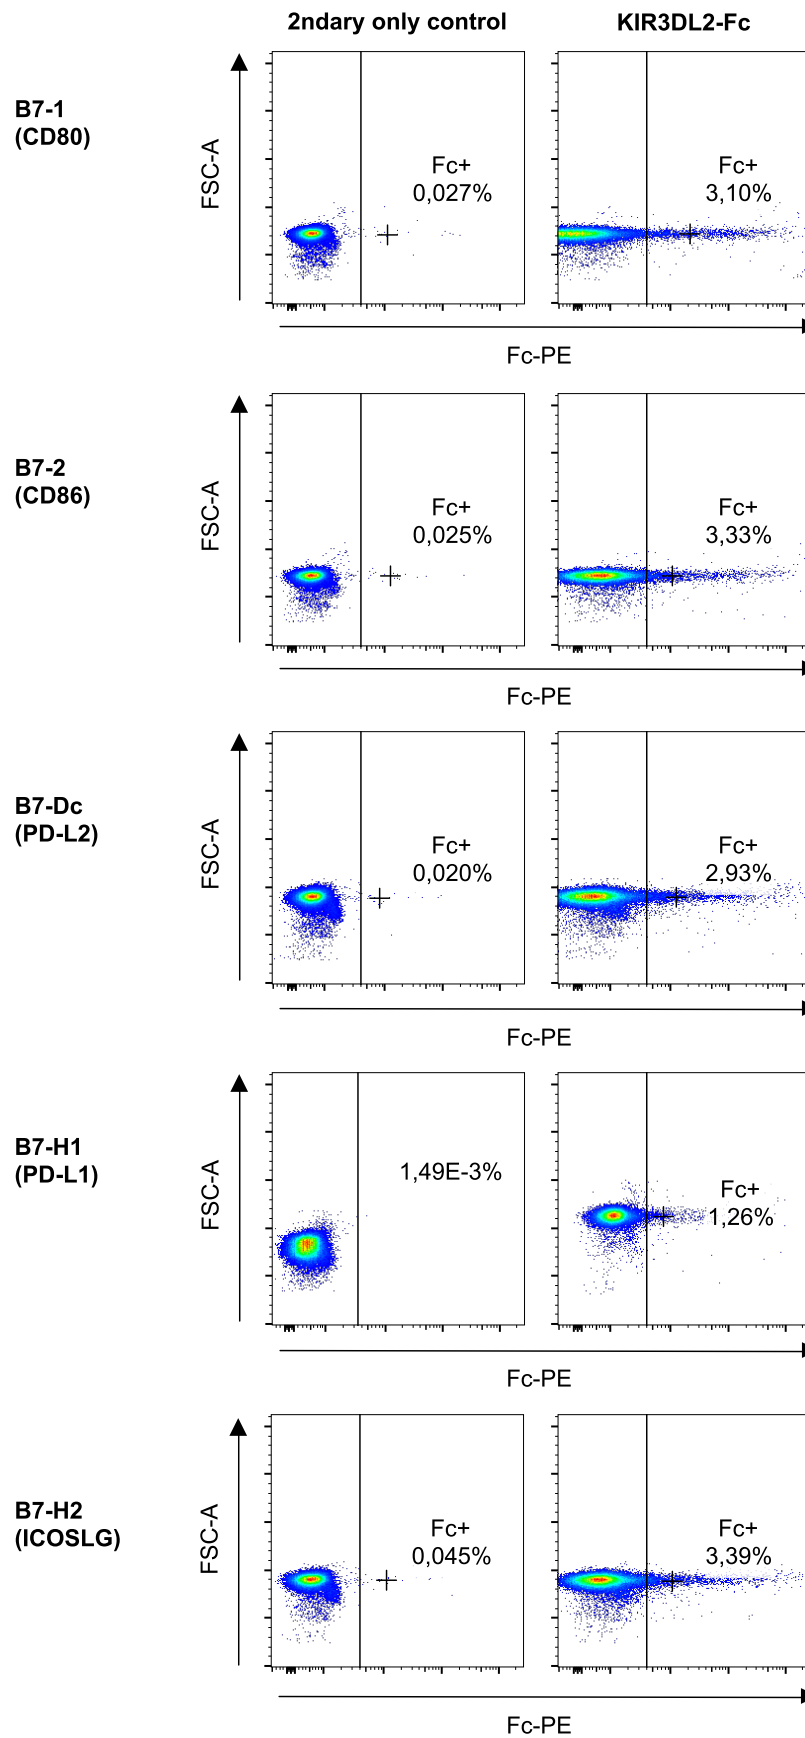 2ndary only control
KIR3DL2-Fc
B7-1
(CD80)
FSC-A
Fc+
0,027%
Fc+
3,10%
Fc-PE
B7-2
(CD86)
FSC-A
Fc+
0,025%
Fc+
3,33%
Fc-PE
B7-Dc
(PD-L2)
FSC-A
Fc+
0,020%
Fc+
2,93%
Fc-PE
B7-H1
(PD-L1)
FSC-A
1,49E-3%
Fc+
1,26%
Fc-PE
B7-H2
(ICOSLG)
FSC-A
Fc+
0,045%
Fc+
3,39%
Fc-PE